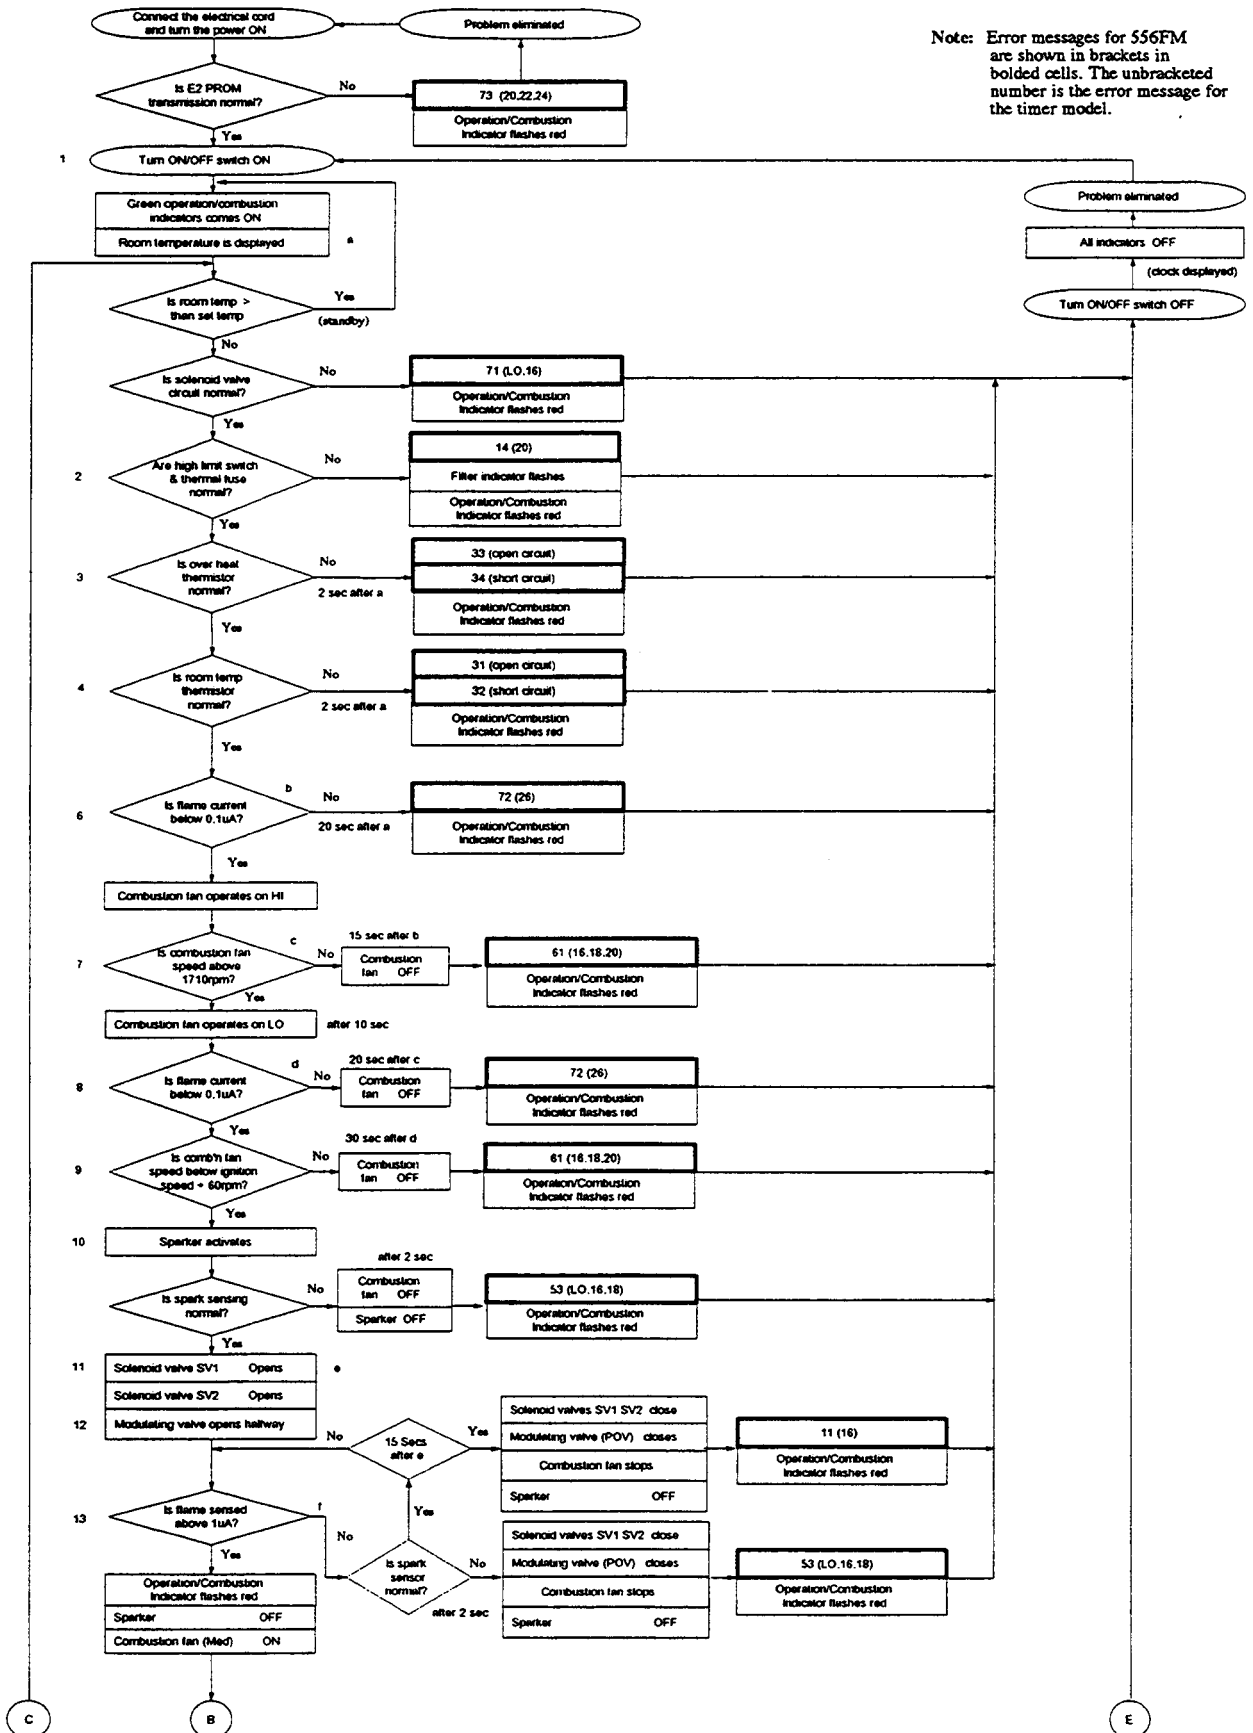 Connect the electrical cord
and turn the power ON
Problem eliminated
Note: Error messages for 556FM
are shown in brackets in
bolded cells. The unbracketed
number is the error message for
the timer model.
Is E2 PROM
transmission normal?
No
73 (20,22,24)
Operation/Combustion
Indicator flashes red
Yes
1
Turn ON/OFF switch ON
Green operation/combustion
indicators comes ON
Room temperature is displayed
a
Problem eliminated
All indicators OFF
(clock displayed)
Turn ON/OFF switch OFF
Is room temp >
than set temp
Yes
(standby)
No
Is solenoid valve
circuit normal?
No
71 (LO,16)
Operation/Combustion
Indicator flashes red
Yes
2
Are high limit switch
& thermal fuse
normal?
No
14 (20)
Filter indicator flashes
Operation/Combustion
Indicator flashes red
Yes
3
Is over heat
thermistor
normal?
No
2 sec after a
33 (open circuit)
34 (short circuit)
Operation/Combustion
Indicator flashes red
Yes
4
Is room temp
thermistor
normal?
No
2 sec after a
31 (open circuit)
32 (short circuit)
Operation/Combustion
Indicator flashes red
Yes
6
Is flame current
below 0.1uA?
b
No
20 sec after a
72 (26)
Operation/Combustion
Indicator flashes red
Yes
Combustion fan operates on HI
7
Is combustion fan
speed above
1710rpm?
c
No
15 sec after b
Combustion
fan OFF
61 (16,18,20)
Operation/Combustion
Indicator flashes red
Yes
Combustion fan operates on LO
after 10 sec
8
Is flame current
below 0.1uA?
d
No
20 sec after c
Combustion
fan OFF
72 (26)
Operation/Combustion
Indicator flashes red
Yes
9
Is comb'n fan
speed below ignition
speed + 60rpm?
No
30 sec after d
Combustion
fan OFF
61 (16,18,20)
Operation/Combustion
Indicator flashes red
Yes
10
Sparker activates
Is spark sensing
normal?
No
after 2 sec
Combustion
fan OFF
Sparker OFF
53 (LO,16,18)
Operation/Combustion
Indicator flashes red
Yes
11
Solenoid valve SV1 Opens
e
Solenoid valve SV2 Opens
12
Modulating valve opens halfway
No
15 Secs
after e
Yes
Solenoid valves SV1 SV2 close
Modulating valve (POV) closes
Combustion fan stops
Sparker OFF
11 (16)
Operation/Combustion
Indicator flashes red
Yes
13
Is flame sensed
above 1uA?
f
No
Is spark
sensor
normal?
No
after 2 sec
Solenoid valves SV1 SV2 close
Modulating valve (POV) closes
Combustion fan stops
Sparker OFF
53 (LO,16,18)
Operation/Combustion
Indicator flashes red
Yes
Operation/Combustion
Indicator flashes red
Sparker OFF
Combustion fan (Med) ON
C
B
E